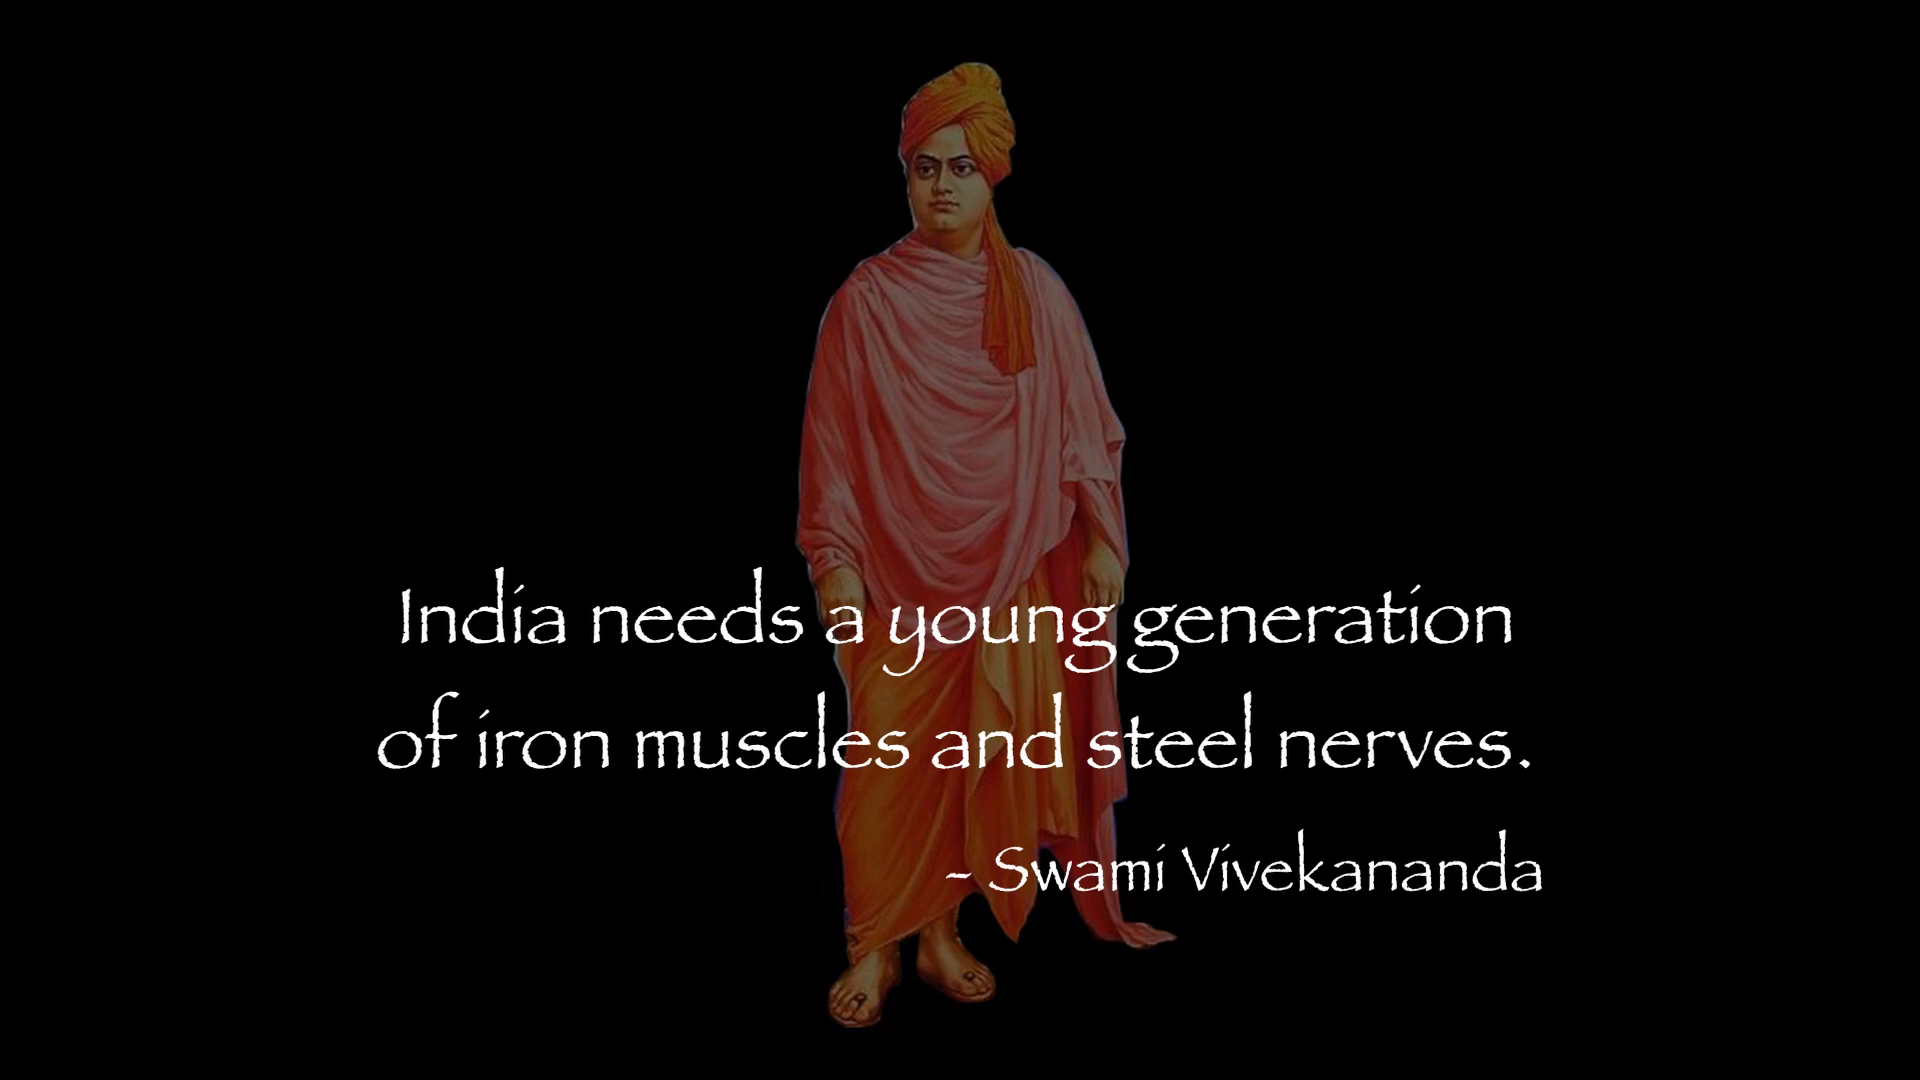 India needs a young generation
of iron muscles and steel nerves.
- Swami Vivekananda